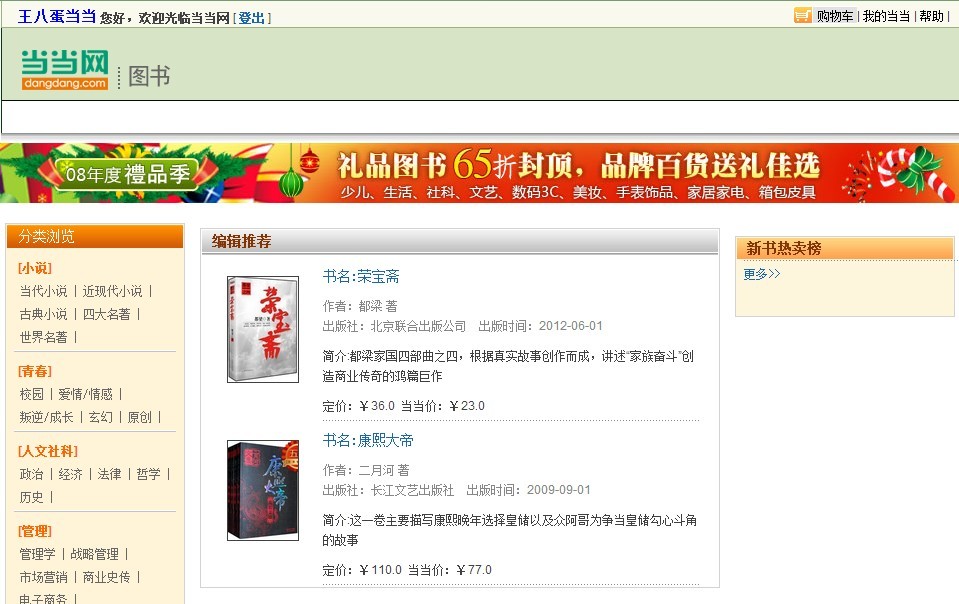 王八蛋当当 您好，欢迎光临当当网 [ 登出 ]
购物车 | 我的当当 | 帮助 |
当当网
dangdang.com
图书
08年度禮品季
礼品图书 65折封顶，品牌百货送礼佳选
少儿、生活、社科、文艺、数码3C、美妆、手表饰品、家居家电、箱包皮具
分类浏览
[小说]
当代小说 | 近现代小说 |
古典小说 | 四大名著 |
世界名著 |
[青春]
校园 | 爱情/情感 |
叛逆/成长 | 玄幻 | 原创 |
[人文社科]
政治 | 经济 | 法律 | 哲学 |
历史 |
[管理]
管理学 | 战略管理 |
市场营销 | 商业史传 |
电子商务 |
编辑推荐
荣宝斋
书名:荣宝斋
作者：都梁 著
出版社：北京联合出版公司 出版时间：2012-06-01
简介:都梁家国四部曲之四，根据真实故事创作而成，讲述“家族奋斗”创
造商业传奇的鸿篇巨作
定价：￥36.0 当当价：￥23.0
康熙大帝
书名:康熙大帝
作者：二月河 著
出版社：长江文艺出版社 出版时间：2009-09-01
简介:这一卷主要描写康熙晚年选择皇储以及众阿哥为争当皇储勾心斗角
的故事
定价：￥110.0 当当价：￥77.0
新书热卖榜
更多>>